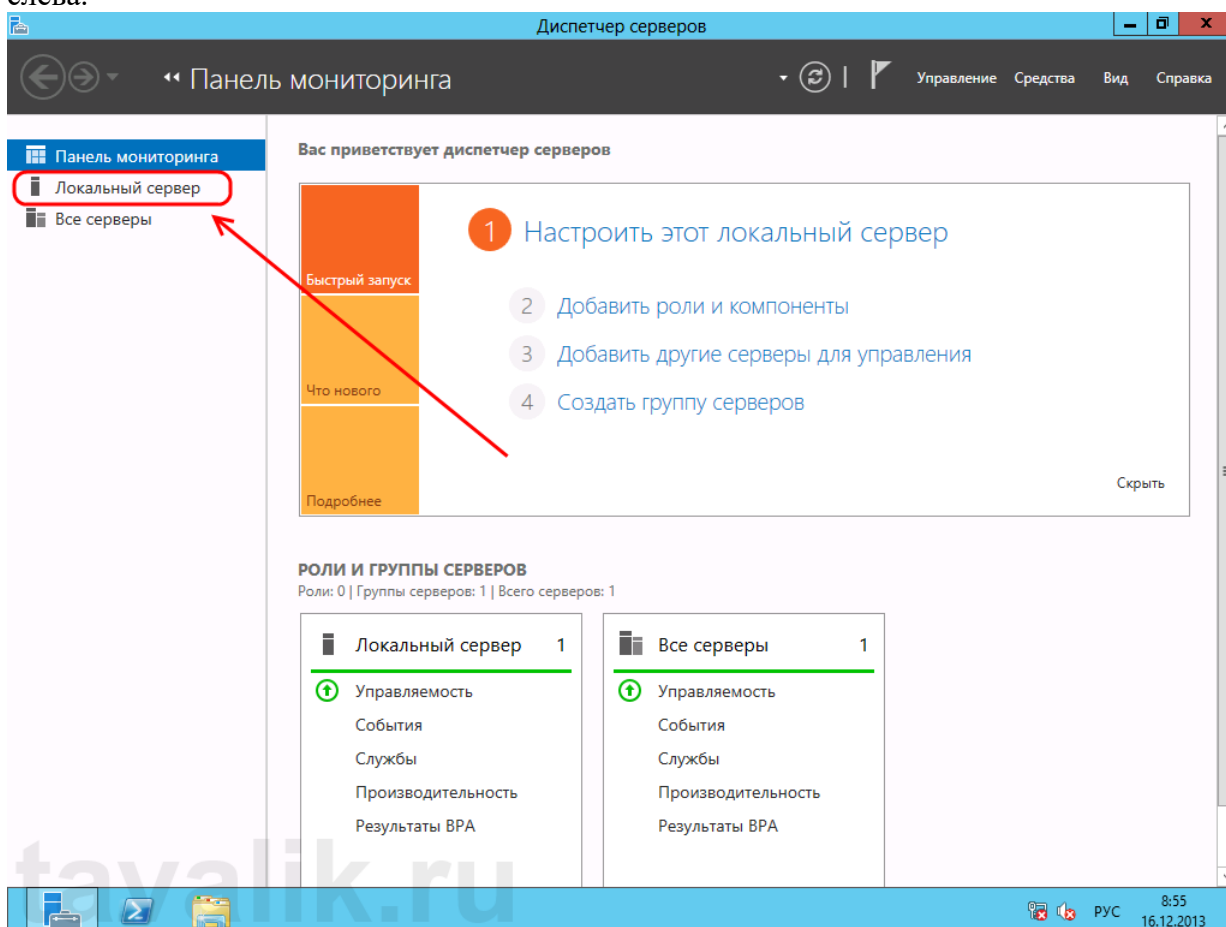 слева.
Диспетчер серверов
Панель мониторинга
Управление Средства Вид Справка
Панель мониторинга
Локальный сервер
Все серверы
Вас приветствует диспетчер серверов
Быстрый запуск
Что нового
Подробнее
1 Настроить этот локальный сервер
2 Добавить роли и компоненты
3 Добавить другие серверы для управления
4 Создать группу серверов
Скрыть
РОЛИ И ГРУППЫ СЕРВЕРОВ
Роли: 0 | Группы серверов: 1 | Всего серверов: 1
Локальный сервер 1
Управляемость
События
Службы
Производительность
Результаты BPA
Все серверы 1
Управляемость
События
Службы
Производительность
Результаты BPA
tavalik.ru
РУС
8:55
16.12.2013